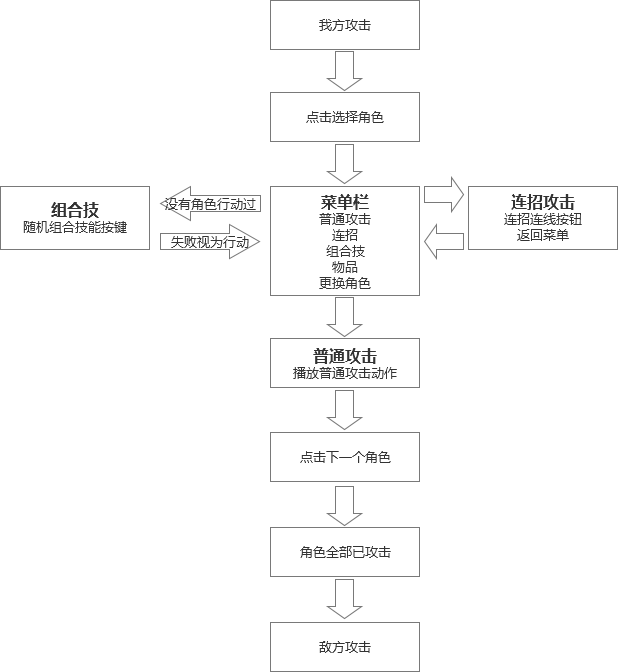 我方攻击
点击选择角色
组合技
随机组合技能按键
没有角色行动过
失败视为行动
菜单栏
普通攻击
连招
组合技
物品
更换角色
连招攻击
连招连线按钮
返回菜单
普通攻击
播放普通攻击动作
点击下一个角色
角色全部已攻击
敌方攻击